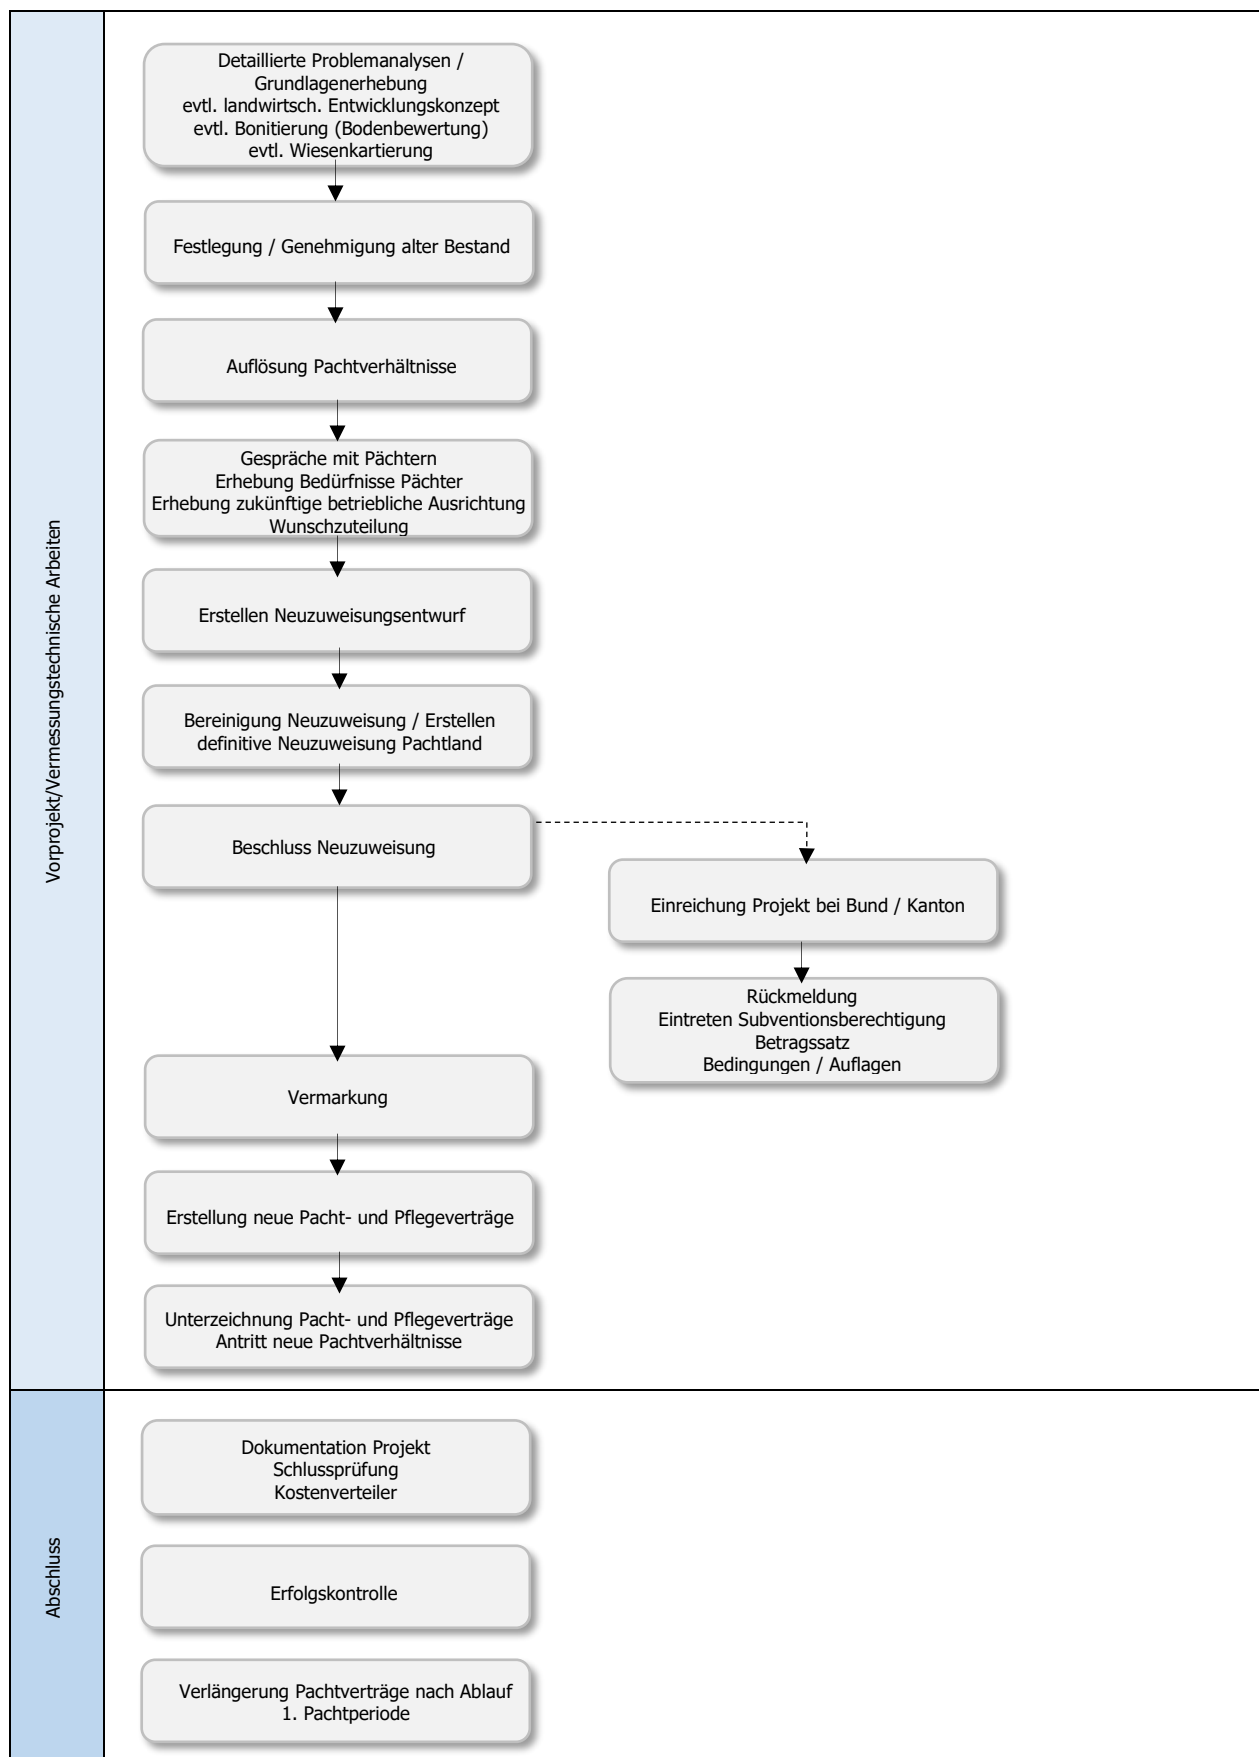 Vorprojekt/Vermessungstechnische Arbeiten
Detaillierte Problemanalysen /
Grundlagenerhebung
evtl. landwirtsch. Entwicklungskonzept
evtl. Bonitierung (Bodenbewertung)
evtl. Wiesenkartierung
Festlegung / Genehmigung alter Bestand
Auflösung Pachtverhältnisse
Gespräche mit Pächtern
Erhebung Bedürfnisse Pächter
Erhebung zukünftige betriebliche Ausrichtung
Wunschzuteilung
Erstellen Neuzuweisungsentwurf
Bereinigung Neuzuweisung / Erstellen
definitive Neuzuweisung Pachtland
Beschluss Neuzuweisung
Einreichung Projekt bei Bund / Kanton
Rückmeldung
Eintreten Subventionsberechtigung
Betragssatz
Bedingungen / Auflagen
Vermarkung
Erstellung neue Pacht- und Pflegeverträge
Unterzeichnung Pacht- und Pflegeverträge
Antritt neue Pachtverhältnisse
Abschluss
Dokumentation Projekt
Schlussprüfung
Kostenverteiler
Erfolgskontrolle
Verlängerung Pachtverträge nach Ablauf
1. Pachtperiode